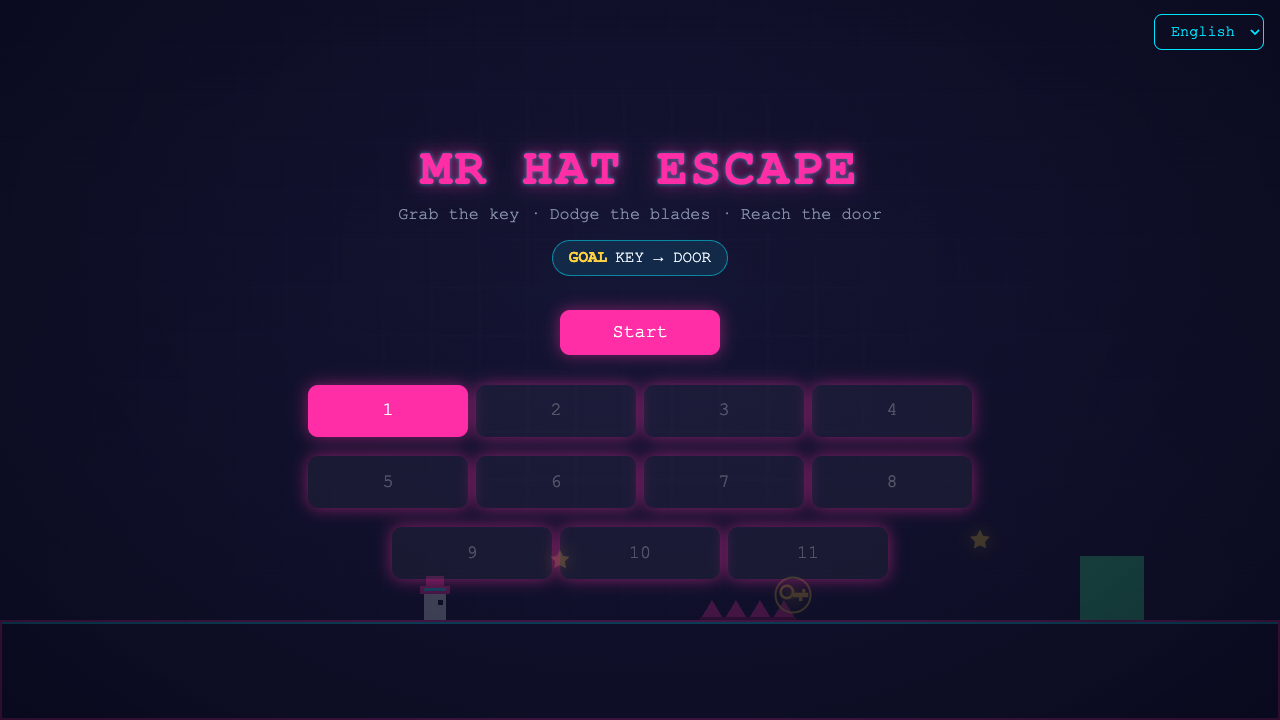 English
MR HAT ESCAPE
Grab the key · Dodge the blades · Reach the door
GOAL KEY → DOOR
Start
1 2 3 4
5 6 7 8
9 10 11